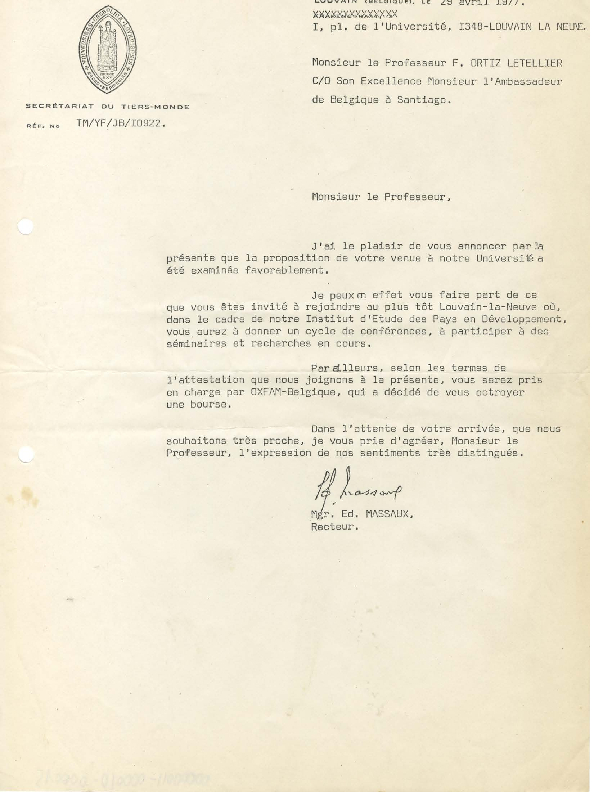 LOUVAIN (BELGIQUE), LE 29 avril 1977.
XXXXXXXXXXXXXX
I, pl. de l'Université, I348-LOUVAIN LA NEUVE.
Monsieur le Professeur F. ORTIZ LETELLIER
C/O Son Excellence Monsieur l'Ambassadeur
de Belgique à Santiago.
SECRÉTARIAT DU TIERS-MONDE
RÉF. No TM/YF/JB/I0922.
Monsieur le Professeur,
J'ai le plaisir de vous annoncer par la
présente que la proposition de votre venue à notre Université a
été examinée favorablement.
Je peux en effet vous faire part de ce
que vous êtes invité à rejoindre au plus tôt Louvain-la-Neuve où,
dans le cadre de notre Institut d'Etude des Pays en Développement,
vous aurez à donner un cycle de conférences, à participer à des
séminaires et recherches en cours.
Par ailleurs, selon les termes de
l'attestation que nous joignons à la présente, vous serez pris
en charge par OXFAM-Belgique, qui a décidé de vous octroyer
une bourse.
Dans l'attente de votre arrivée, que nous
souhaitons très proche, je vous prie d'agréer, Monsieur le
Professeur, l'expression de nos sentiments très distingués.
Ed. Massaux
Mgr. Ed. MASSAUX,
Recteur.